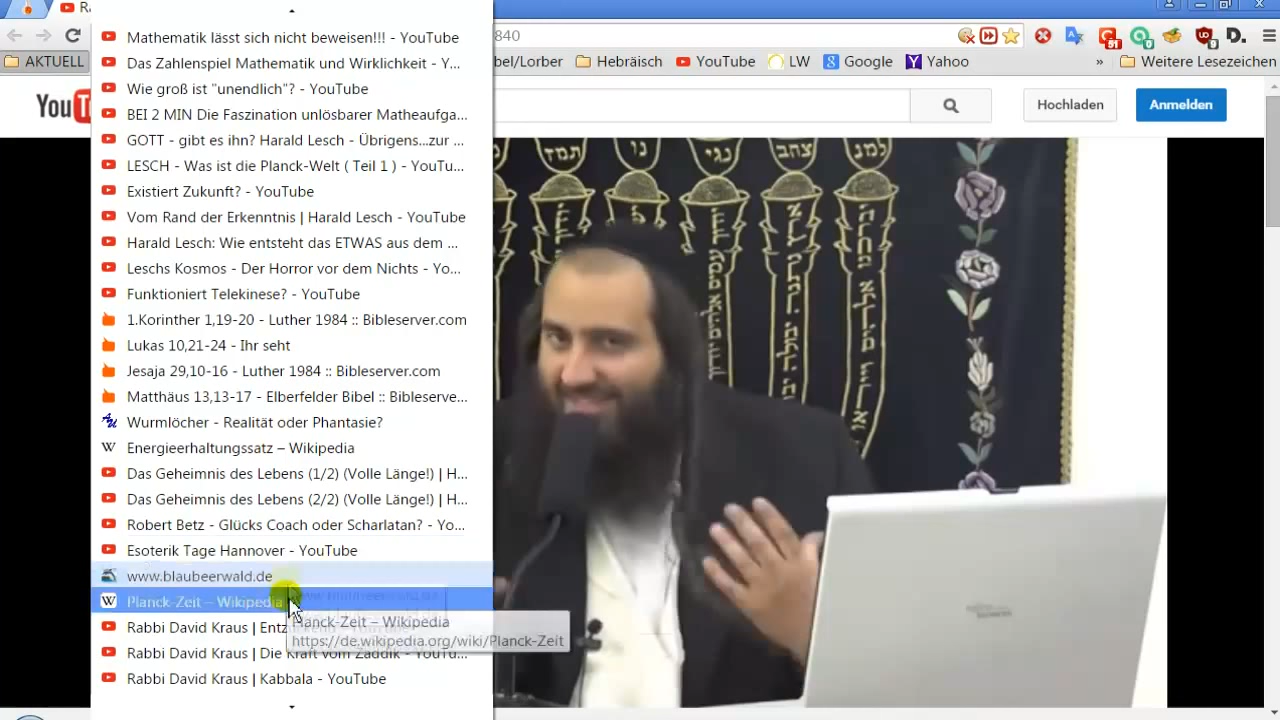 Ra
840
AKTUELL
bel/Lorber
Hebräisch
YouTube
LW
Google
Yahoo
»
Weitere Lesezeichen
YouT
Hochladen
Anmelden
Mathematik lässt sich nicht beweisen!!! - YouTube
Das Zahlenspiel Mathematik und Wirklichkeit - Y...
Wie groß ist "unendlich"? - YouTube
BEI 2 MIN Die Faszination unlösbarer Matheaufga...
GOTT - gibt es ihn? Harald Lesch - Übrigens...zur ...
LESCH - Was ist die Planck-Welt ( Teil 1 ) - YouTu...
Existiert Zukunft? - YouTube
Vom Rand der Erkenntnis | Harald Lesch - YouTube
Harald Lesch: Wie entsteht das ETWAS aus dem ...
Leschs Kosmos - Der Horror vor dem Nichts - Yo...
Funktioniert Telekinese? - YouTube
1.Korinther 1,19-20 - Luther 1984 :: Bibleserver.com
Lukas 10,21-24 - Ihr seht
Jesaja 29,10-16 - Luther 1984 :: Bibleserver.com
Matthäus 13,13-17 - Elberfelder Bibel :: Bibleserve...
Wurmlöcher - Realität oder Phantasie?
Energieerhaltungssatz – Wikipedia
Das Geheimnis des Lebens (1/2) (Volle Länge!) | H...
Das Geheimnis des Lebens (2/2) (Volle Länge!) | H...
Robert Betz - Glücks Coach oder Scharlatan? - Yo...
Esoterik Tage Hannover - YouTube
www.blaubeerwald.de
Planck-Zeit – Wikipedia
Planck-Zeit – Wikipedia
https://de.wikipedia.org/wiki/Planck-Zeit
Rabbi David Kraus |
Rabbi David Kraus | Die Kraft vom Zaddik - YouTu...
Rabbi David Kraus | Kabbala - YouTube